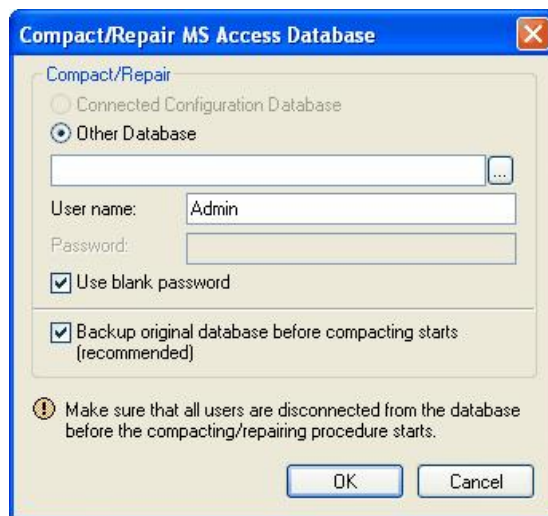 Compact/Repair MS Access Database
Compact/Repair
Connected Configuration Database
Other Database
...
User name:
Admin
Password:
Use blank password
Backup original database before compacting starts
(recommended)
Make sure that all users are disconnected from the database
before the compacting/repairing procedure starts.
OK
Cancel